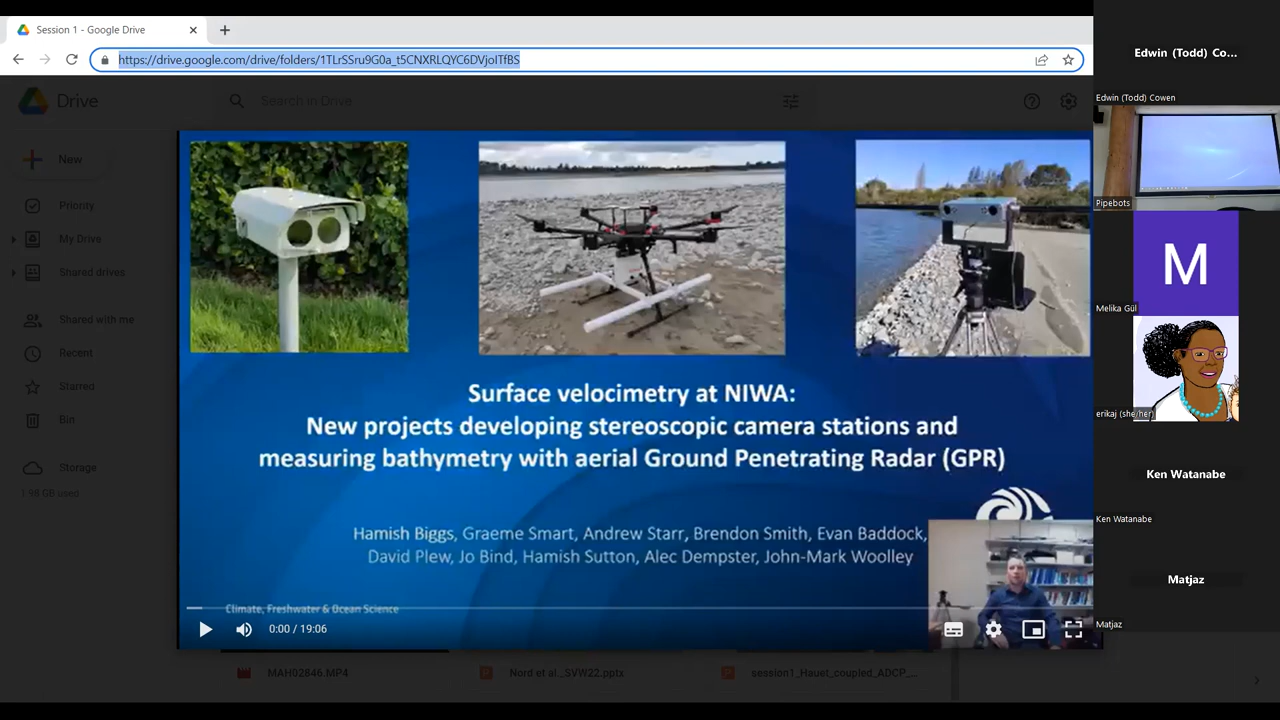 Session 1 - Google Drive
https://drive.google.com/drive/folders/1TLrSSru9G0a_t5CNXRLQYC6DVjoITfBS
Drive
Search in Drive
New
Priority
My Drive
Shared drives
Shared with me
Recent
Starred
Bin
Storage
1.98 GB used
Surface velocimetry at NIWA:
New projects developing stereoscopic camera stations and
measuring bathymetry with aerial Ground Penetrating Radar (GPR)
Hamish Biggs, Graeme Smart, Andrew Starr, Brendon Smith, Evan Baddock,
David Plew, Jo Bind, Hamish Sutton, Alec Dempster, John-Mark Woolley
Climate, Freshwater & Ocean Science
0:00 / 19:06
MAH02846.MP4
Nord et al._SVW22.pptx
session1_Hauet_coupled_ADCP_...
Edwin (Todd) Co...
Edwin (Todd) Cowen
Pipebots
M
Melika Gül
erikaj (she/her)
Ken Watanabe
Ken Watanabe
Matjaz
Matjaz